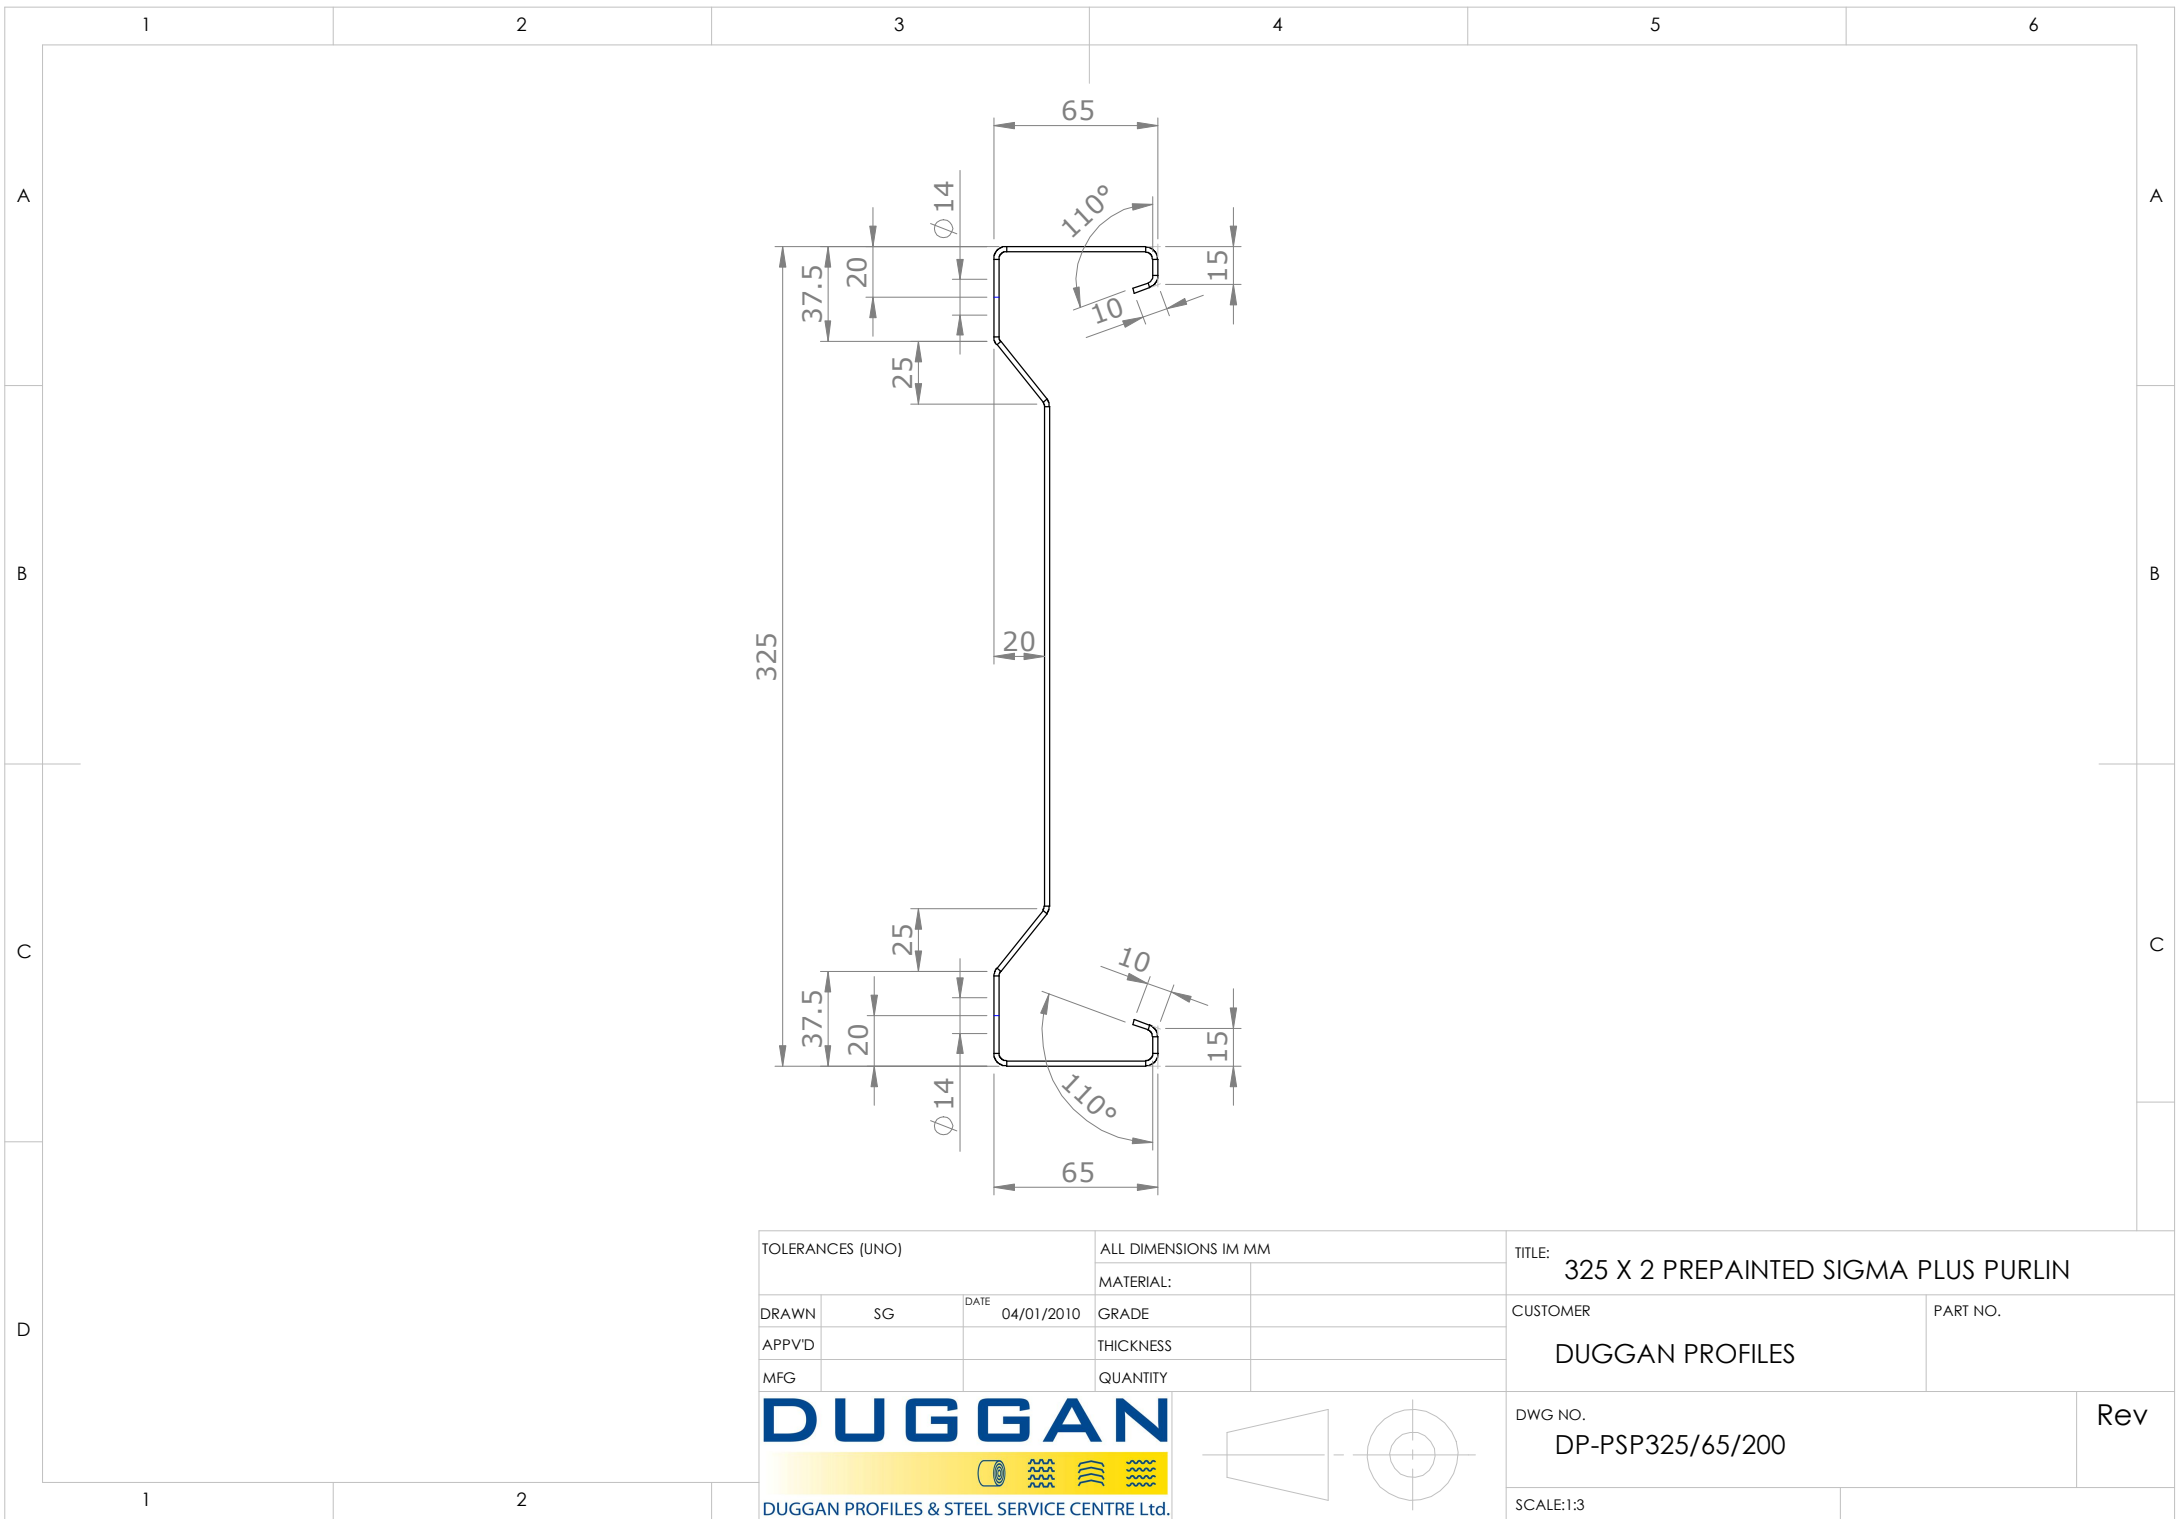 1 2 3 4 5 6
A A
B B
C C
D
65
Ø14
110°
20
37.5
15
10
25
325
20
25
10
37.5
20
15
Ø14
110°
65
TOLERANCES (UNO)
ALL DIMENSIONS IM MM
MATERIAL:
DRAWN SG DATE 04/01/2010 GRADE
APPV'D THICKNESS
MFG QUANTITY
TITLE: 325 X 2 PREPAINTED SIGMA PLUS PURLIN
CUSTOMER
DUGGAN PROFILES
PART NO.
DUGGAN
DUGGAN PROFILES & STEEL SERVICE CENTRE Ltd.
DWG NO.
DP-PSP325/65/200
Rev
SCALE:1:3
1 2